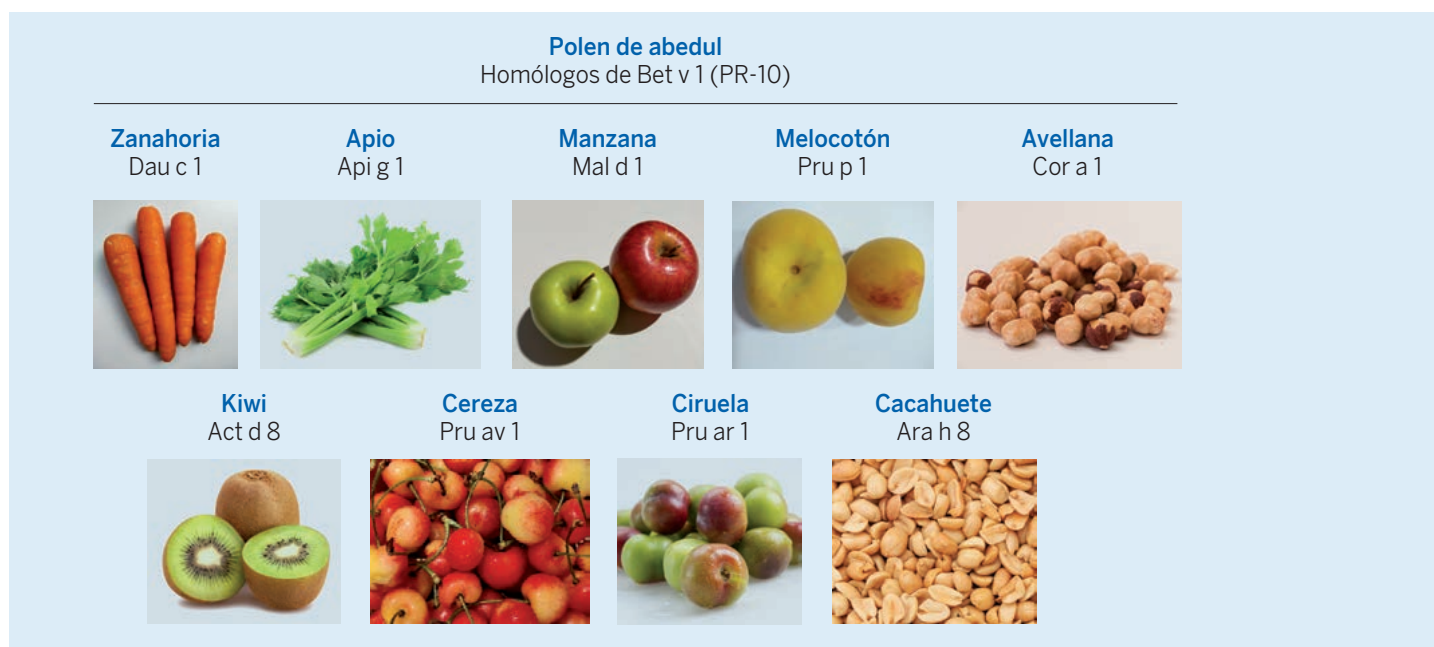 Polen de abedul
Homólogos de Bet v 1 (PR-10)
Zanahoria
Dau c 1
Apio
Api g 1
Manzana
Mal d 1
Melocotón
Pru p 1
Avellana
Cor a 1
Kiwi
Act d 8
Cereza
Pru av 1
Ciruela
Pru ar 1
Cacahuete
Ara h 8